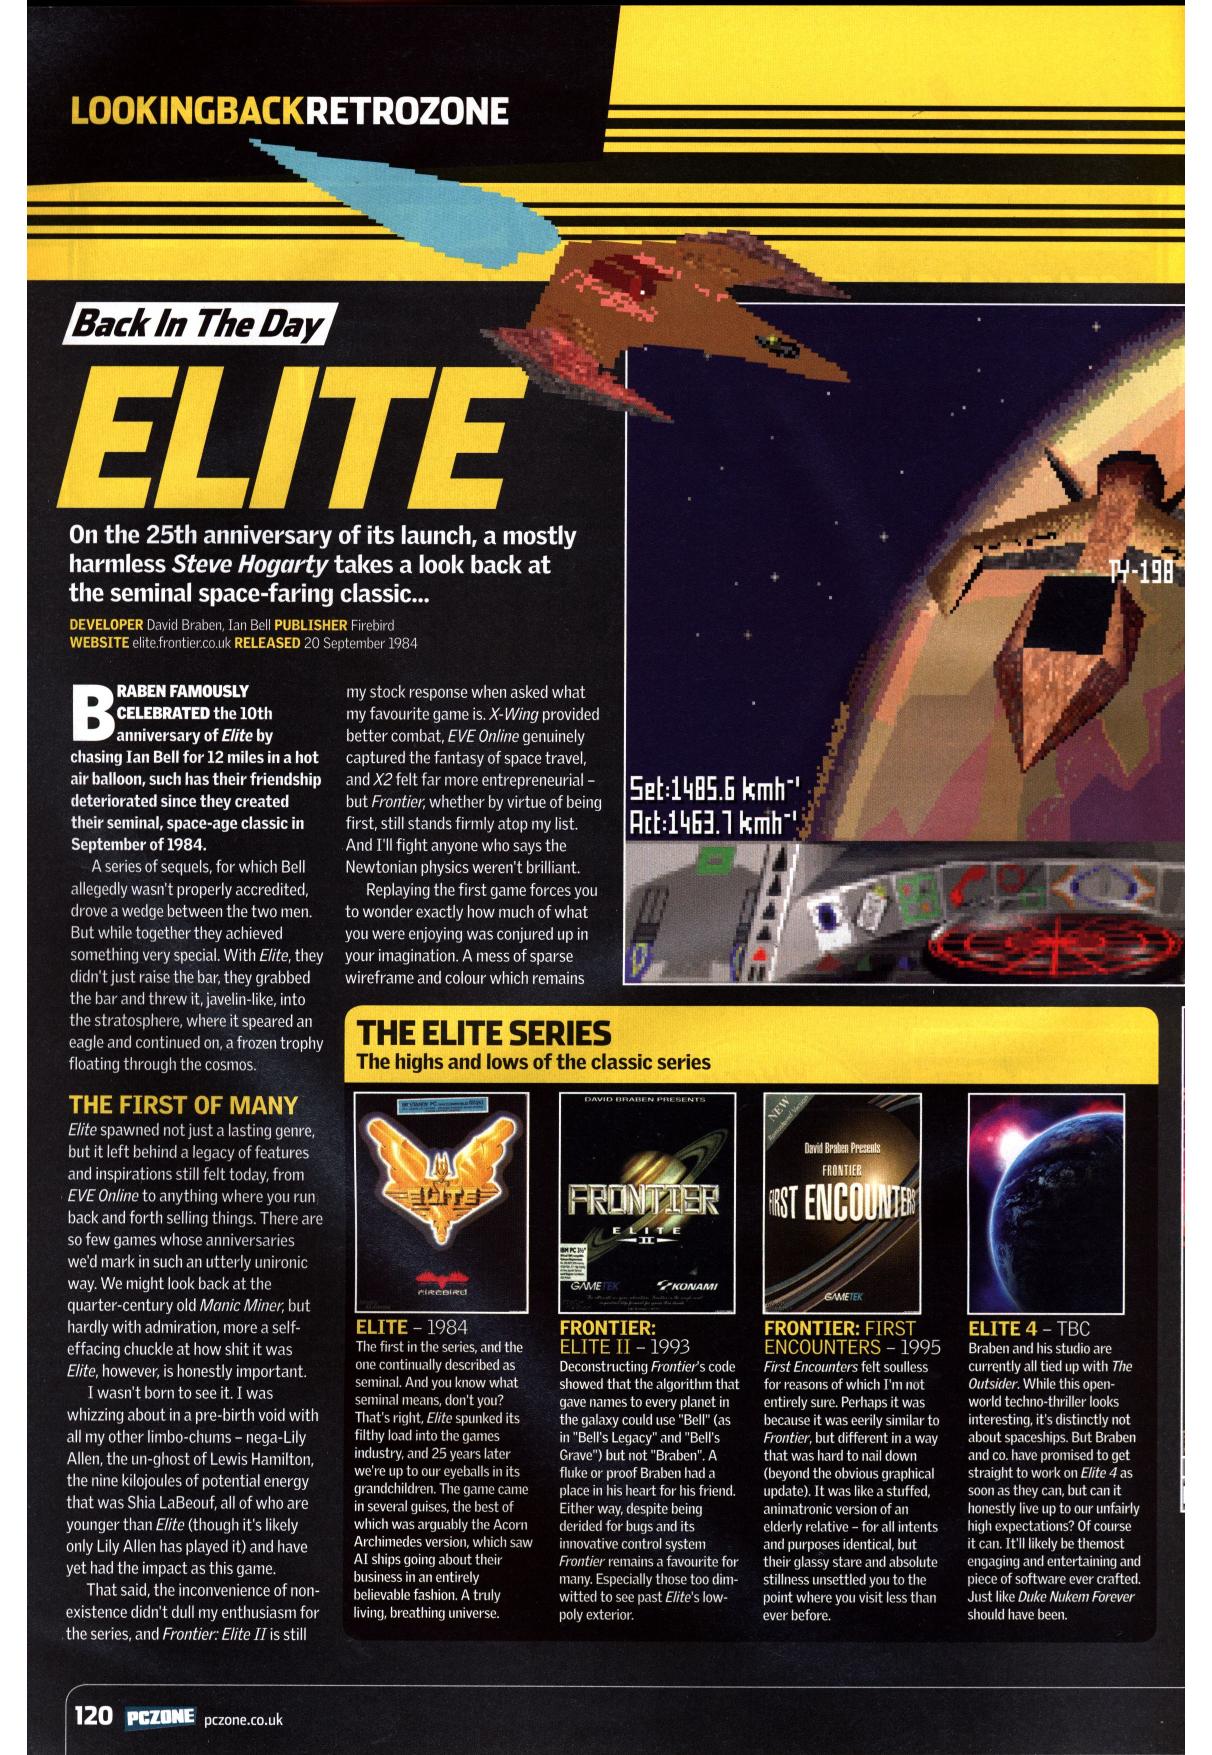 LOOKINGBACKRETROZONE
Back In The Day
ELITE
On the 25th anniversary of its launch, a mostly
harmless Steve Hogarty takes a look back at
the seminal space-faring classic...
DEVELOPER David Braben, Ian Bell PUBLISHER Firebird
WEBSITE elite.frontier.co.uk RELEASED 20 September 1984
BRABEN FAMOUSLY
CELEBRATED the 10th
anniversary of Elite by
chasing Ian Bell for 12 miles in a hot
air balloon, such has their friendship
deteriorated since they created
their seminal, space-age classic in
September of 1984.
A series of sequels, for which Bell
allegedly wasn't properly accredited,
drove a wedge between the two men.
But while together they achieved
something very special. With Elite, they
didn't just raise the bar, they grabbed
the bar and threw it, javelin-like, into
the stratosphere, where it speared an
eagle and continued on, a frozen trophy
floating through the cosmos.
THE FIRST OF MANY
Elite spawned not just a lasting genre,
but it left behind a legacy of features
and inspirations still felt today, from
EVE Online to anything where you run
back and forth selling things. There are
so few games whose anniversaries
we'd mark in such an utterly unironic
way. We might look back at the
quarter-century old Manic Miner, but
hardly with admiration, more a self-
effacing chuckle at how shit it was
Elite, however, is honestly important.
I wasn't born to see it. I was
whizzing about in a pre-birth void with
all my other limbo-chums – nega-Lily
Allen, the un-ghost of Lewis Hamilton,
the nine kilojoules of potential energy
that was Shia LaBeouf, all of who are
younger than Elite (though it's likely
only Lily Allen has played it) and have
yet had the impact as this game.
That said, the inconvenience of non-
existence didn't dull my enthusiasm for
the series, and Frontier: Elite II is still
my stock response when asked what
my favourite game is. X-Wing provided
better combat, EVE Online genuinely
captured the fantasy of space travel,
and X2 felt far more entrepreneurial –
but Frontier, whether by virtue of being
first, still stands firmly atop my list.
And I'll fight anyone who says the
Newtonian physics weren't brilliant.
Replaying the first game forces you
to wonder exactly how much of what
you were enjoying was conjured up in
your imagination. A mess of sparse
wireframe and colour which remains
TY-198
Set:1485.6 kmh⁻¹
Act:1463.7 kmh⁻¹
THE ELITE SERIES
The highs and lows of the classic series
ELITE
FIREBIRD
ELITE – 1984
The first in the series, and the
one continually described as
seminal. And you know what
seminal means, don't you?
That's right, Elite spunked its
filthy load into the games
industry, and 25 years later
we're up to our eyeballs in its
grandchildren. The game came
in several guises, the best of
which was arguably the Acorn
Archimedes version, which saw
AI ships going about their
business in an entirely
believable fashion. A truly
living, breathing universe.
DAVID BRABEN PRESENTS
FRONTIER
ELITE
II
IBM PC 3½"
GAMETEK
KONAMI
FRONTIER:
ELITE II – 1993
Deconstructing Frontier's code
showed that the algorithm that
gave names to every planet in
the galaxy could use "Bell" (as
in "Bell's Legacy" and "Bell's
Grave") but not "Braben". A
fluke or proof Braben had a
place in his heart for his friend.
Either way, despite being
derided for bugs and its
innovative control system
Frontier remains a favourite for
many. Especially those too dim-
witted to see past Elite's low-
poly exterior.
NEW
David Braben Presents
FRONTIER
FIRST ENCOUNTERS
GAMETEK
FRONTIER: FIRST
ENCOUNTERS – 1995
First Encounters felt soulless
for reasons of which I'm not
entirely sure. Perhaps it was
because it was eerily similar to
Frontier, but different in a way
that was hard to nail down
(beyond the obvious graphical
update). It was like a stuffed,
animatronic version of an
elderly relative – for all intents
and purposes identical, but
their glassy stare and absolute
stillness unsettled you to the
point where you visit less than
ever before.
ELITE 4 – TBC
Braben and his studio are
currently all tied up with The
Outsider. While this open-
world techno-thriller looks
interesting, it's distinctly not
about spaceships. But Braben
and co. have promised to get
straight to work on Elite 4 as
soon as they can, but can it
honestly live up to our unfairly
high expectations? Of course
it can. It'll likely be themost
engaging and entertaining and
piece of software ever crafted.
Just like Duke Nukem Forever
should have been.
120 PCZONE pczone.co.uk